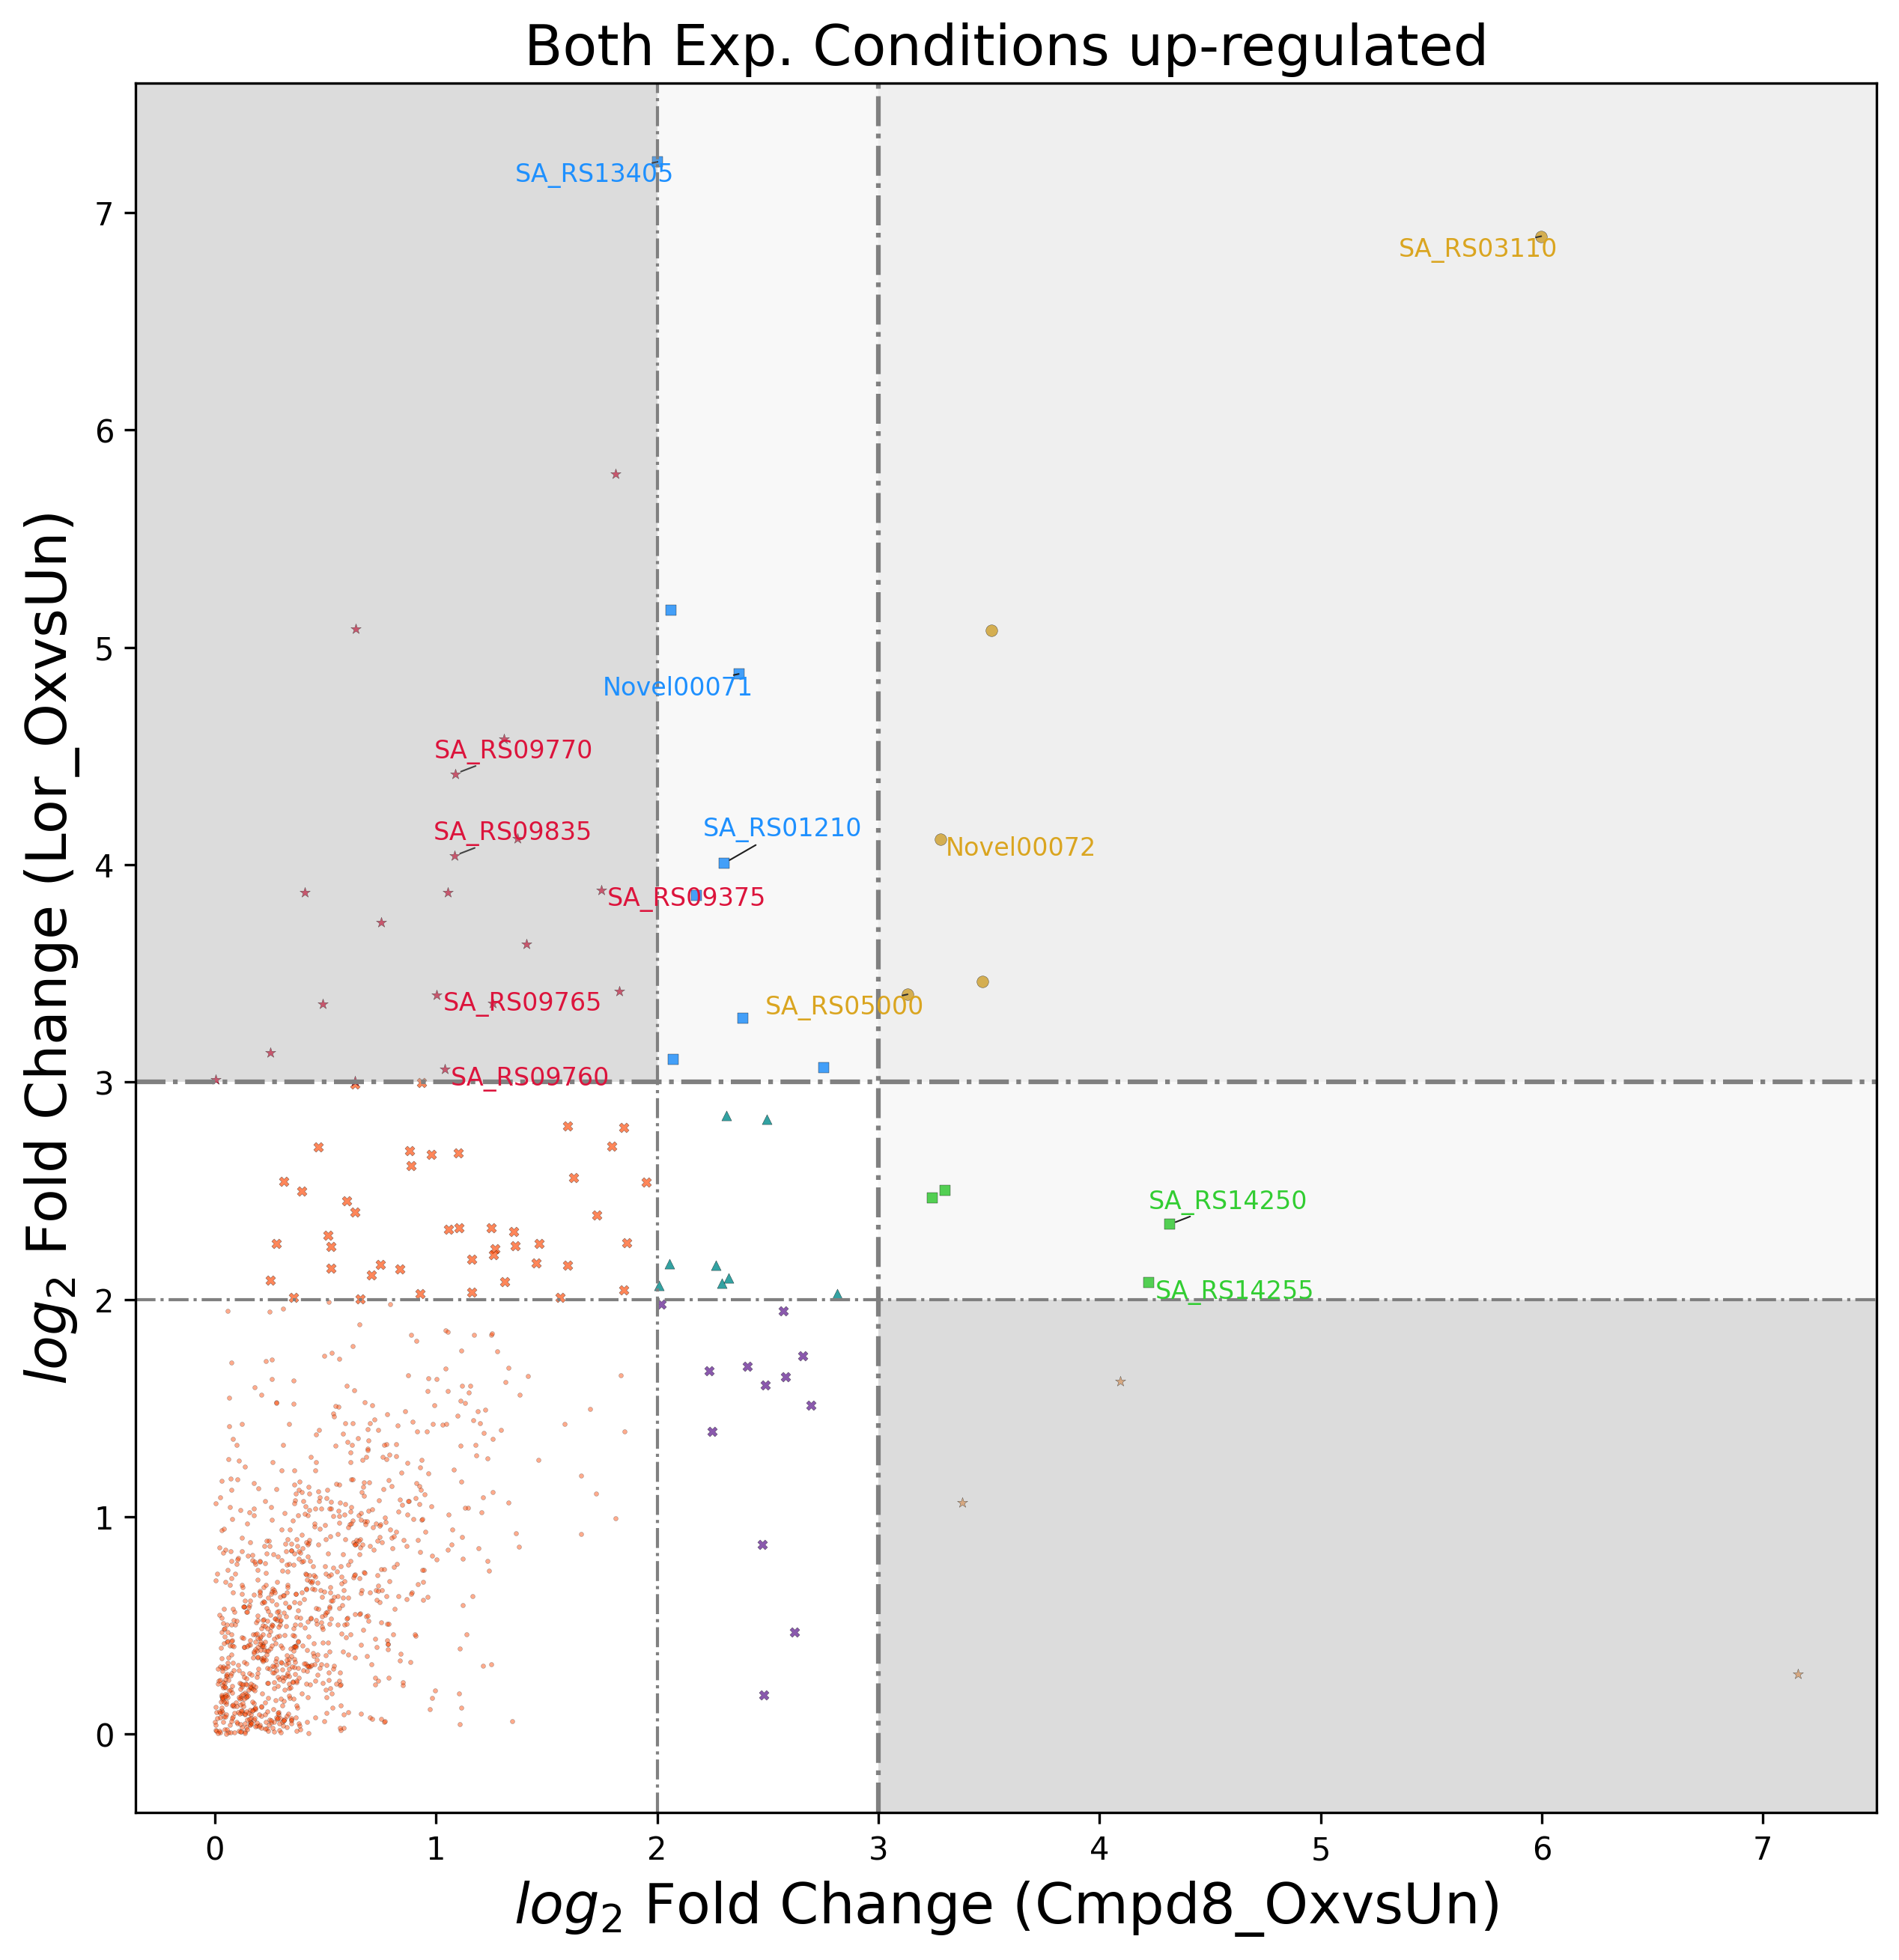 Both Exp. Conditions up-regulated
SA_RS13405
SA_RS03110
Novel00071
SA_RS09770
SA_RS09835
SA_RS01210
Novel00072
SA_RS09375
SA_RS09765
SA_RS05000
SA_RS09760
SA_RS14250
SA_RS14255
7
6
5
4
3
2
1
0
log2 Fold Change (Lor_OxvsUn)
0 1 2 3 4 5 6 7
log2 Fold Change (Cmpd8_OxvsUn)